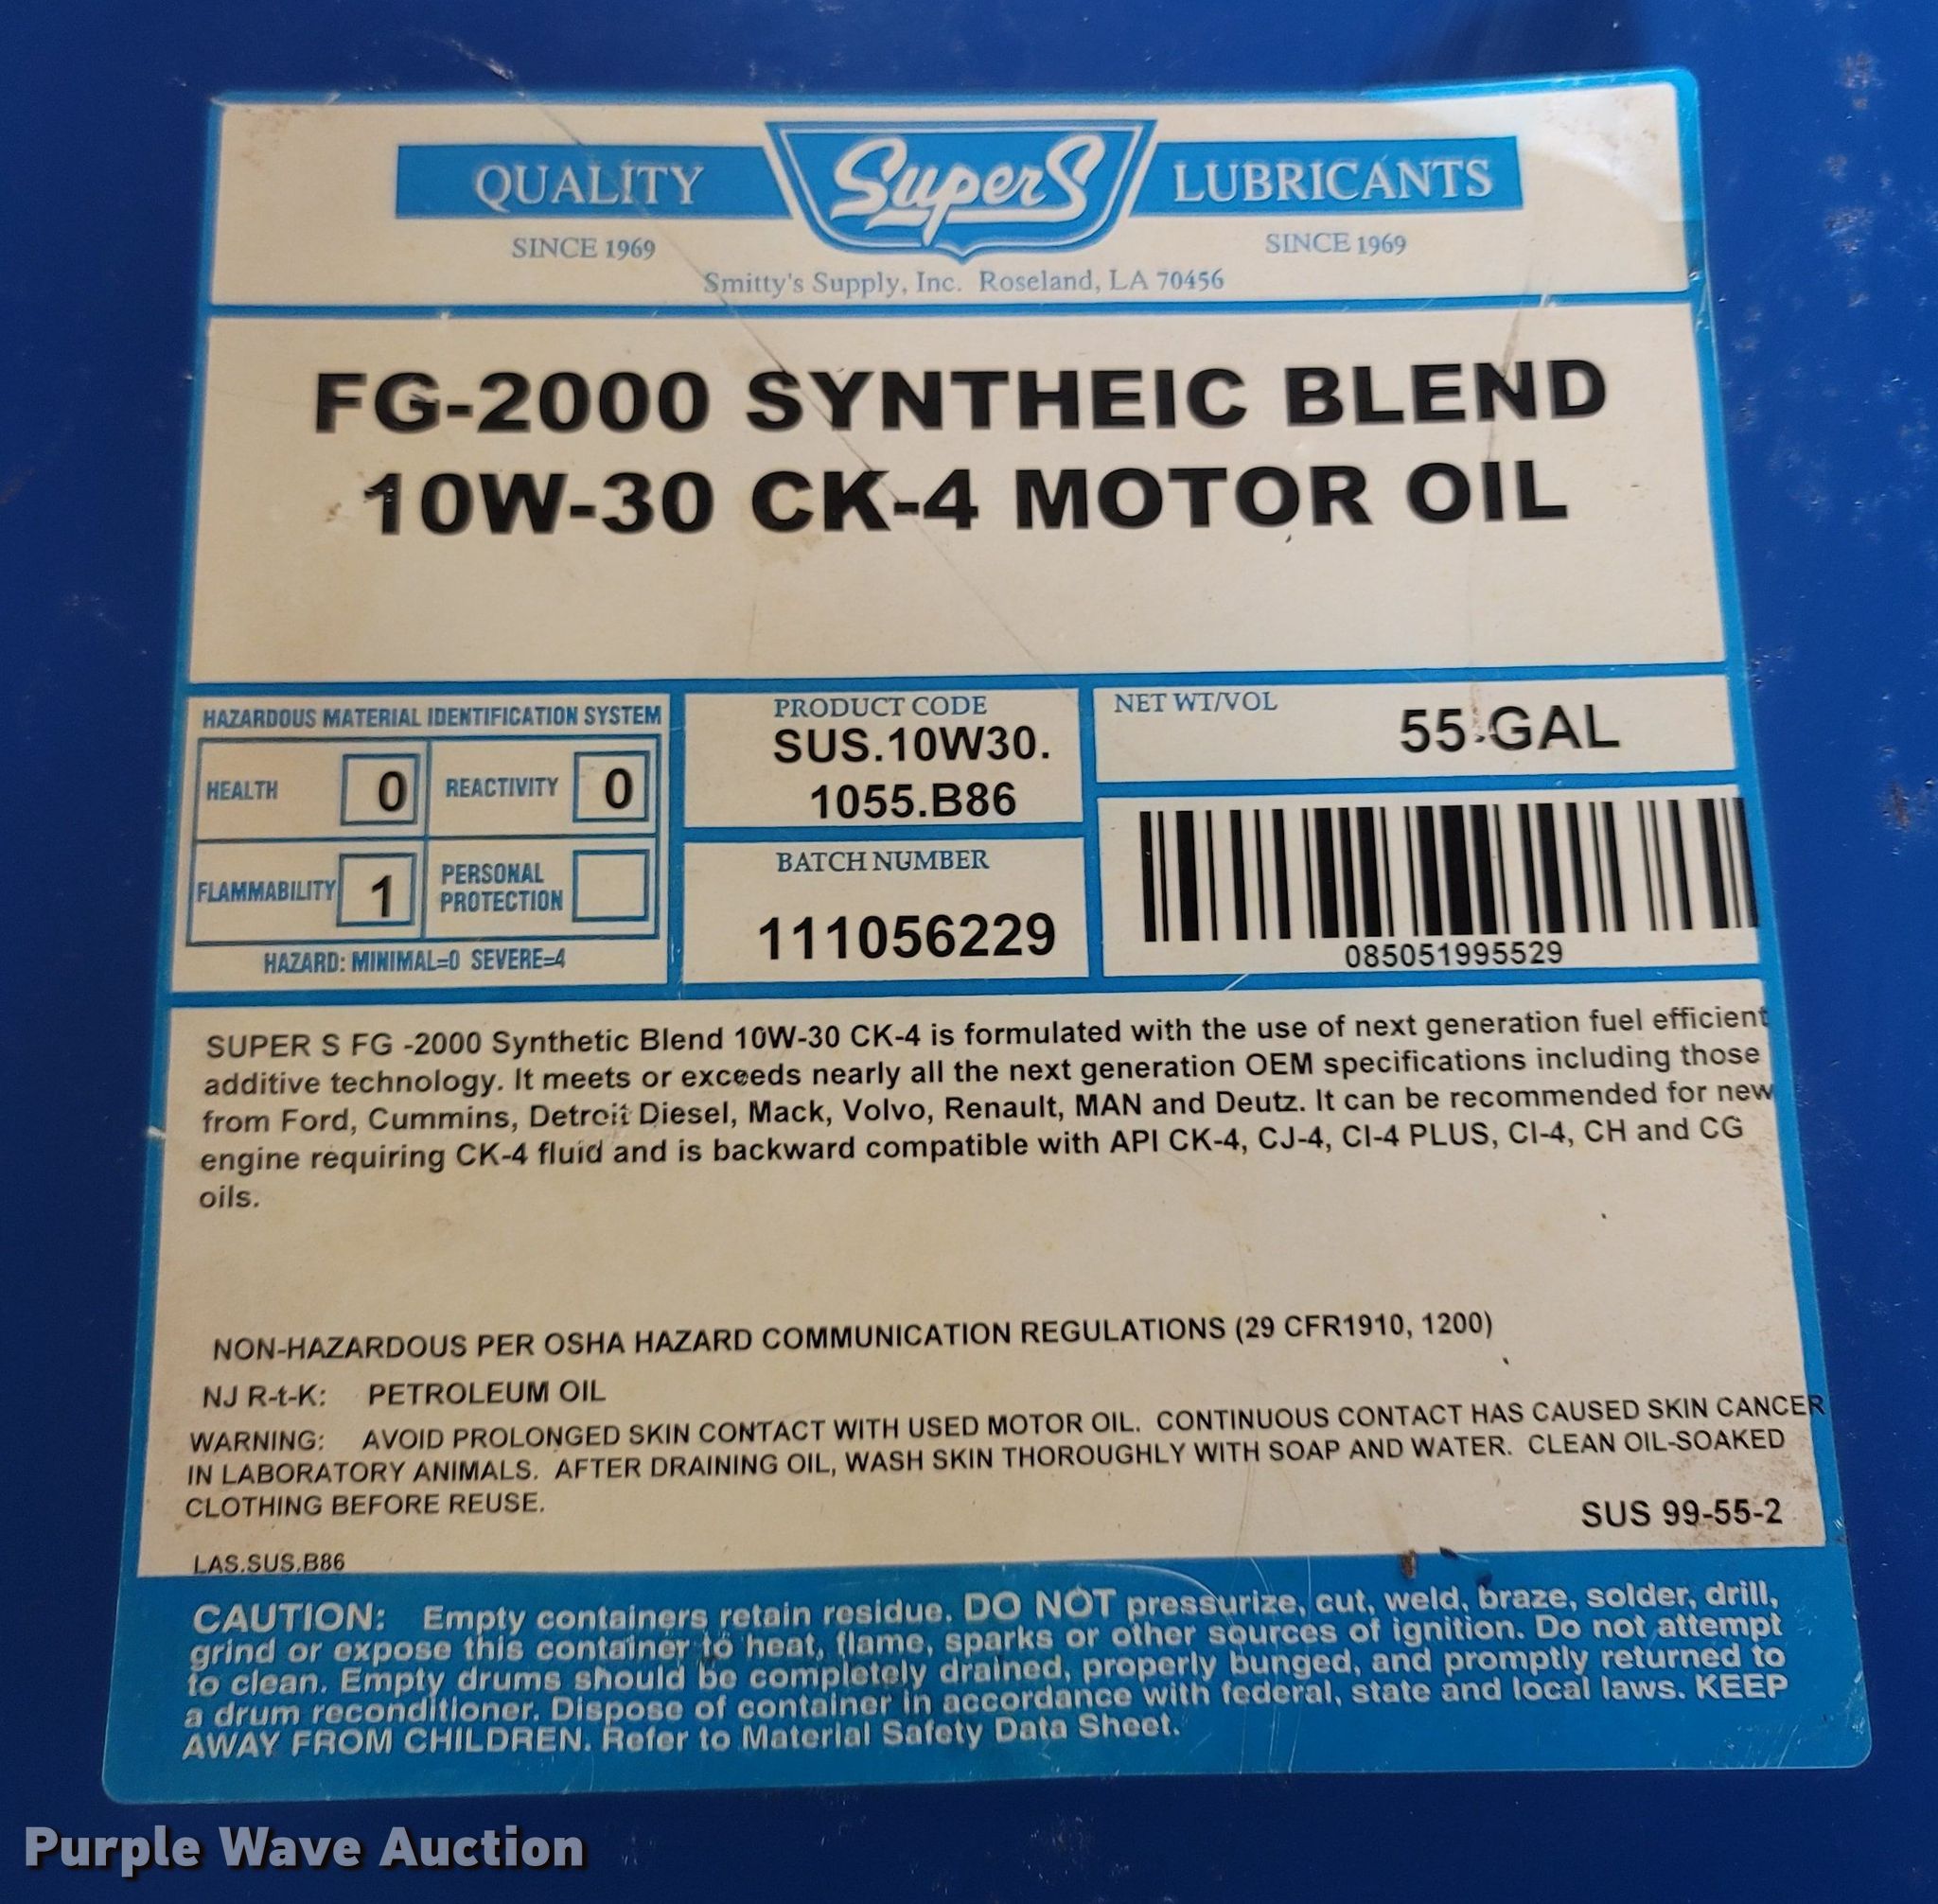 QUALITY SuperS LUBRICANTS
SINCE 1969 SINCE 1969
Smitty's Supply, Inc. Roseland, LA 70456
FG-2000 SYNTHEIC BLEND
10W-30 CK-4 MOTOR OIL
HAZARDOUS MATERIAL IDENTIFICATION SYSTEM
HEALTH 0 REACTIVITY 0
FLAMMABILITY 1 PERSONAL PROTECTION
HAZARD: MINIMAL=0 SEVERE=4
PRODUCT CODE
SUS.10W30.
1055.B86
BATCH NUMBER
111056229
NET WT/VOL 55 GAL
085051995529
SUPER S FG -2000 Synthetic Blend 10W-30 CK-4 is formulated with the use of next generation fuel efficient
additive technology. It meets or exceeds nearly all the next generation OEM specifications including those
from Ford, Cummins, Detroit Diesel, Mack, Volvo, Renault, MAN and Deutz. It can be recommended for new
engine requiring CK-4 fluid and is backward compatible with API CK-4, CJ-4, CI-4 PLUS, CI-4, CH and CG
oils.
NON-HAZARDOUS PER OSHA HAZARD COMMUNICATION REGULATIONS (29 CFR1910, 1200)
NJ R-t-K: PETROLEUM OIL
WARNING: AVOID PROLONGED SKIN CONTACT WITH USED MOTOR OIL. CONTINUOUS CONTACT HAS CAUSED SKIN CANCER
IN LABORATORY ANIMALS. AFTER DRAINING OIL, WASH SKIN THOROUGHLY WITH SOAP AND WATER. CLEAN OIL-SOAKED
CLOTHING BEFORE REUSE.
SUS 99-55-2
LAS.SUS.B86
CAUTION: Empty containers retain residue. DO NOT pressurize, cut, weld, braze, solder, drill,
grind or expose this container to heat, flame, sparks or other sources of ignition. Do not attempt
to clean. Empty drums should be completely drained, properly bunged, and promptly returned to
a drum reconditioner. Dispose of container in accordance with federal, state and local laws. KEEP
AWAY FROM CHILDREN. Refer to Material Safety Data Sheet.
Purple Wave Auction